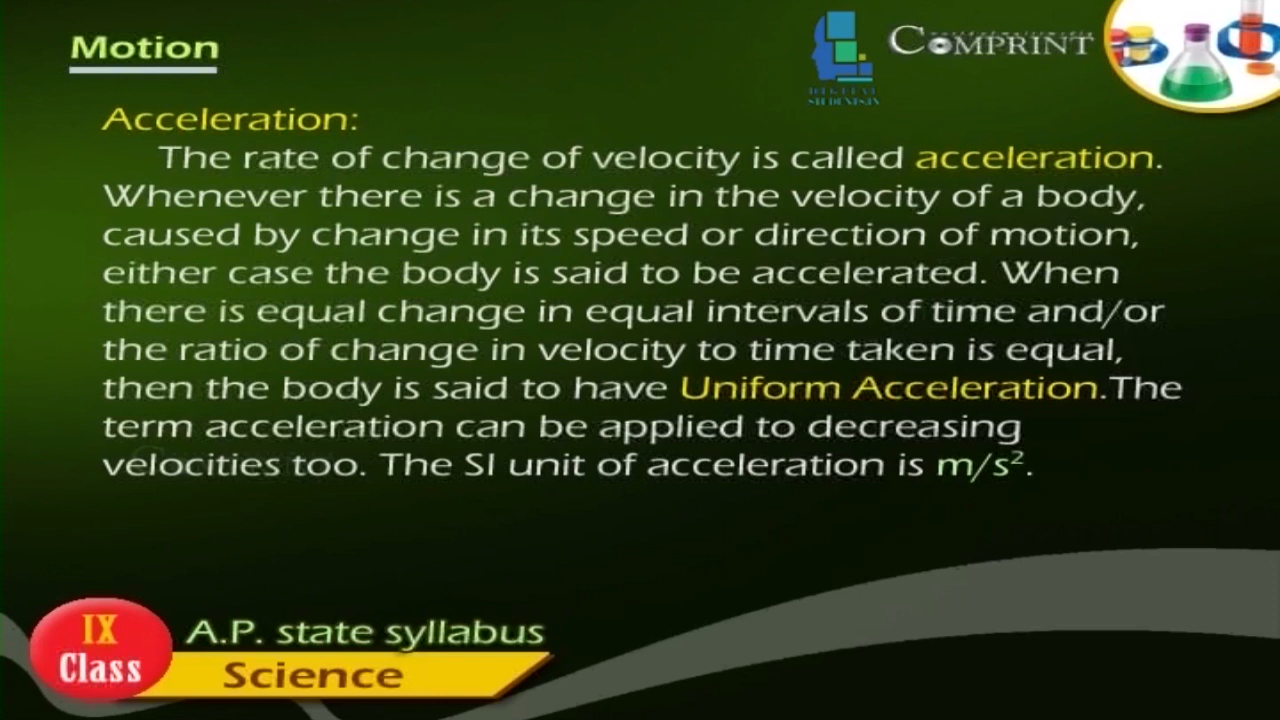 Motion
COMPRINT
Acceleration:
The rate of change of velocity is called acceleration.
Whenever there is a change in the velocity of a body,
caused by change in its speed or direction of motion,
either case the body is said to be accelerated. When
there is equal change in equal intervals of time and/or
the ratio of change in velocity to time taken is equal,
then the body is said to have Uniform Acceleration.The
term acceleration can be applied to decreasing
velocities too. The SI unit of acceleration is m/s².
IX
Class
A.P. state syllabus
Science